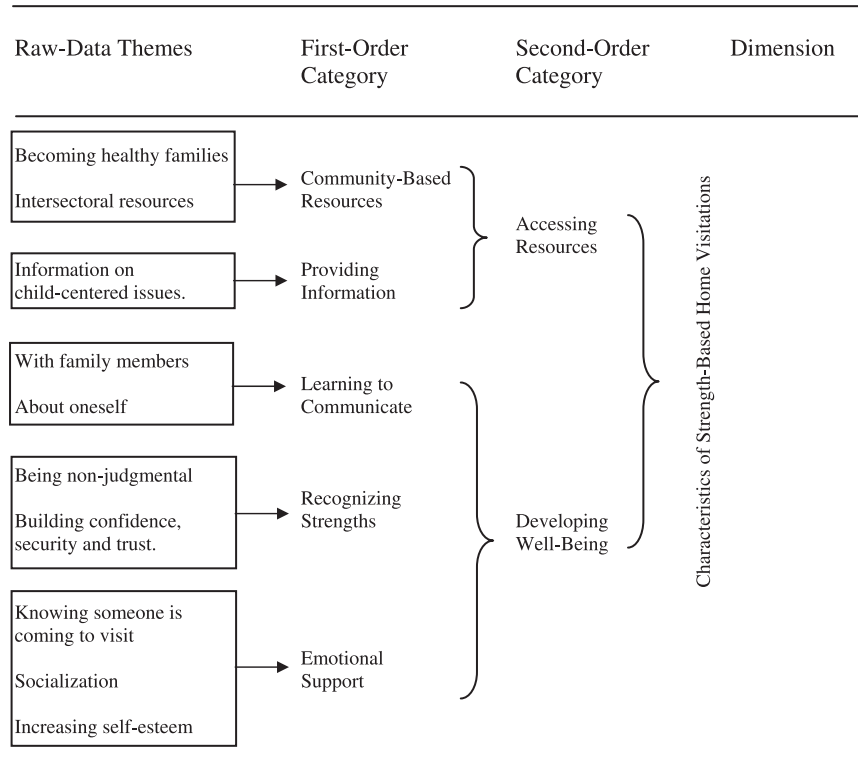 Raw-Data Themes
First-Order
Category
Second-Order
Category
Dimension
Becoming healthy families
Intersectoral resources
Community-Based
Resources
Information on
child-centered issues.
Providing
Information
Accessing
Resources
With family members
About oneself
Learning to
Communicate
Being non-judgmental
Building confidence,
security and trust.
Recognizing
Strengths
Knowing someone is
coming to visit
Socialization
Increasing self-esteem
Emotional
Support
Developing
Well-Being
Characteristics of Strength-Based Home Visitations